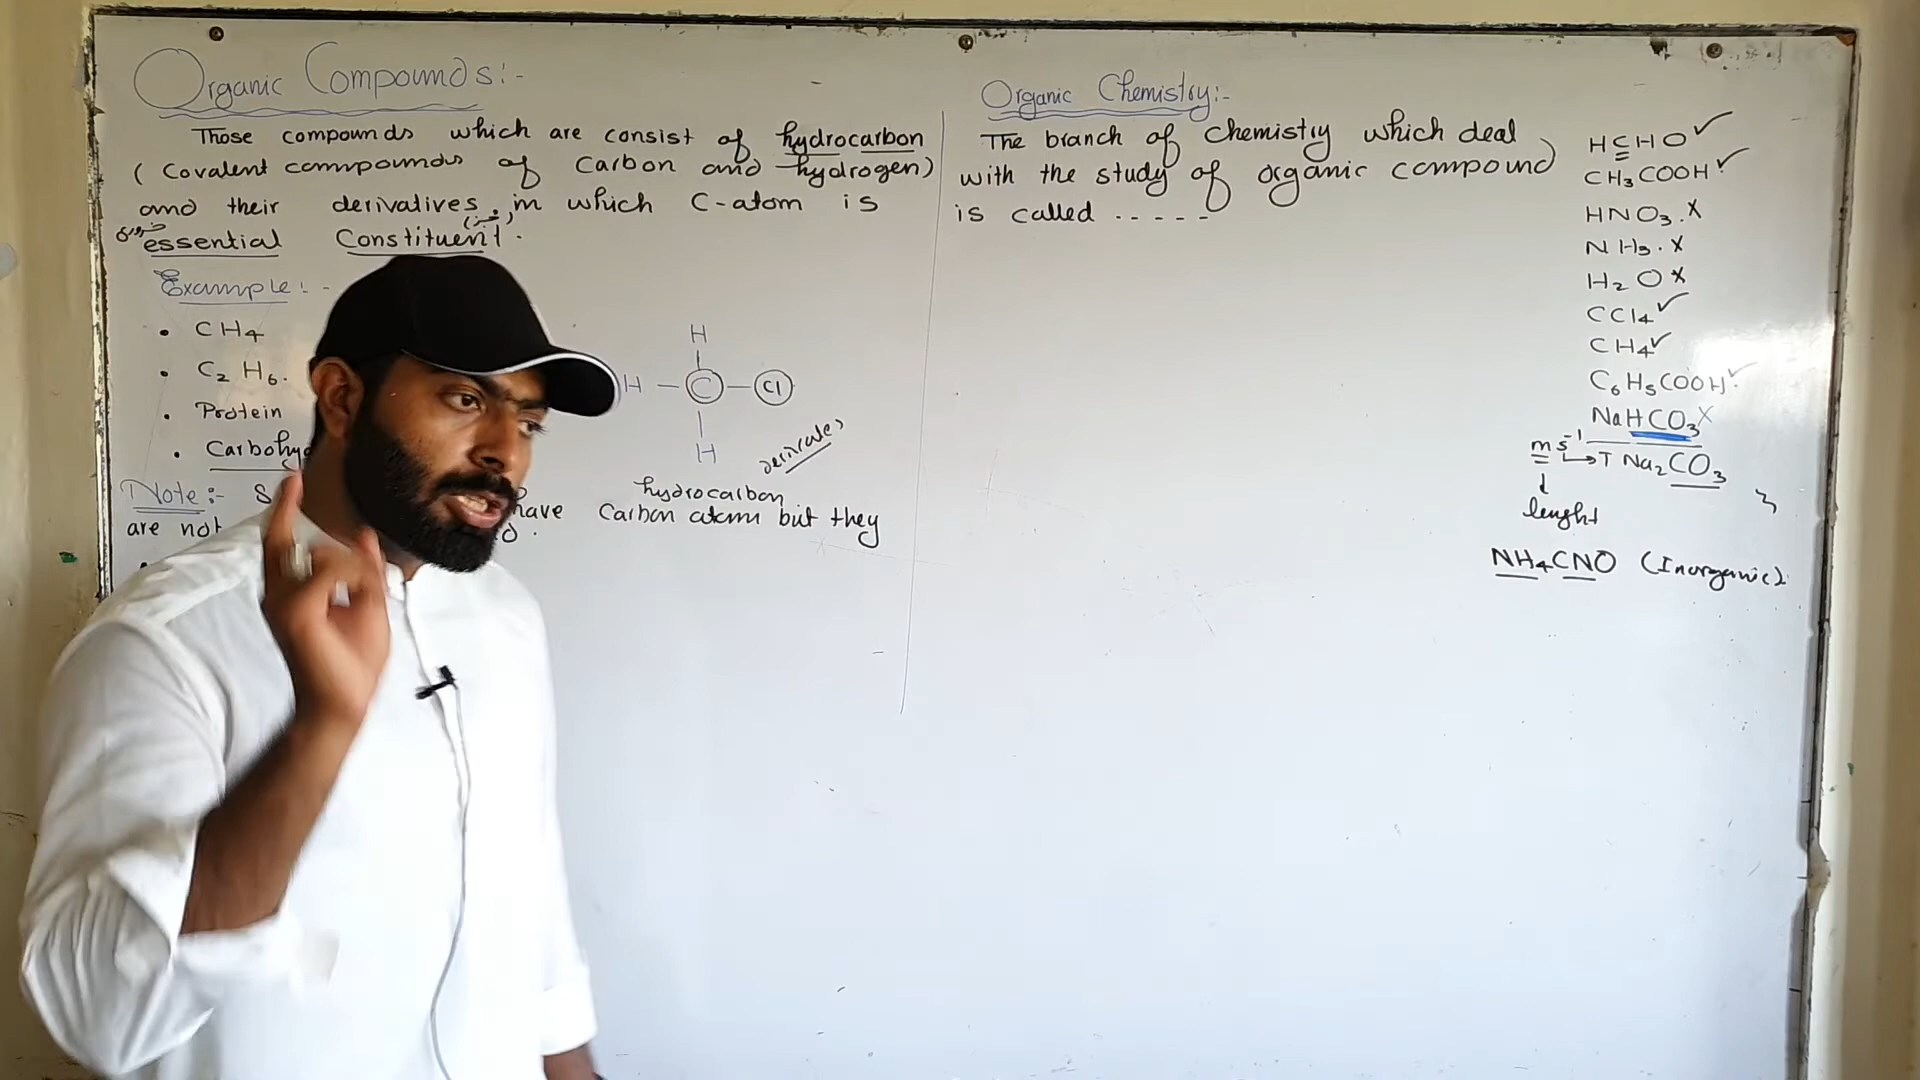 Organic Compounds:-
Those compounds which are consist of hydrocarbon
( Covalent compounds of Carbon and hydrogen)
and their derivatives, in which C-atom is
essential Constituent.
Example:-
• CH4
• C2H6.
• Protein
• Carbohyd
Note:- S have Carbon atom but they
are not
H
H — C — Cl
H
derivates
hydrocarbon
Organic Chemistry:-
The branch of Chemistry which deal
with the study of organic compound
is called -----
HCHO ✓
CH3COOH ✓
HNO3. x
NH3. x
H2O x
CCl4 ✓
CH4 ✓
C6H5COOH ✓
NaHCO3 X
ms-1
T Na2CO3
lenght
NH4CNO (Inorganic).